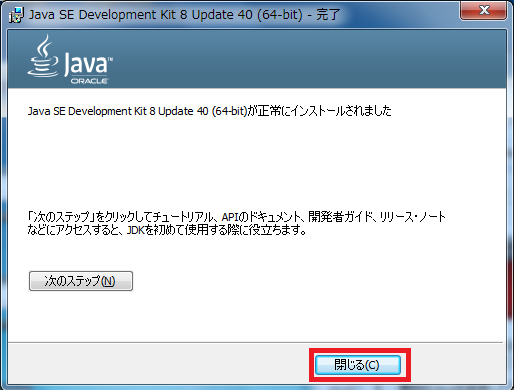 Java SE Development Kit 8 Update 40 (64-bit) - 完了
Java™
ORACLE
Java SE Development Kit 8 Update 40 (64-bit)が正常にインストールされました
「次のステップ」をクリックしてチュートリアル、APIのドキュメント、開発者ガイド、リリース・ノート
などにアクセスすると、JDKを初めて使用する際に役立ちます。
次のステップ(N)
閉じる(C)